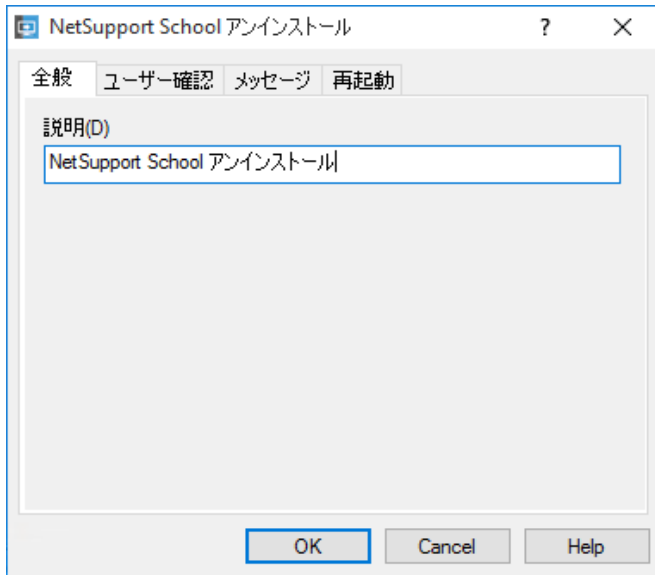 NetSupport School アンインストール
全般 ユーザー確認 メッセージ 再起動
説明(D)
NetSupport School アンインストール
OK Cancel Help